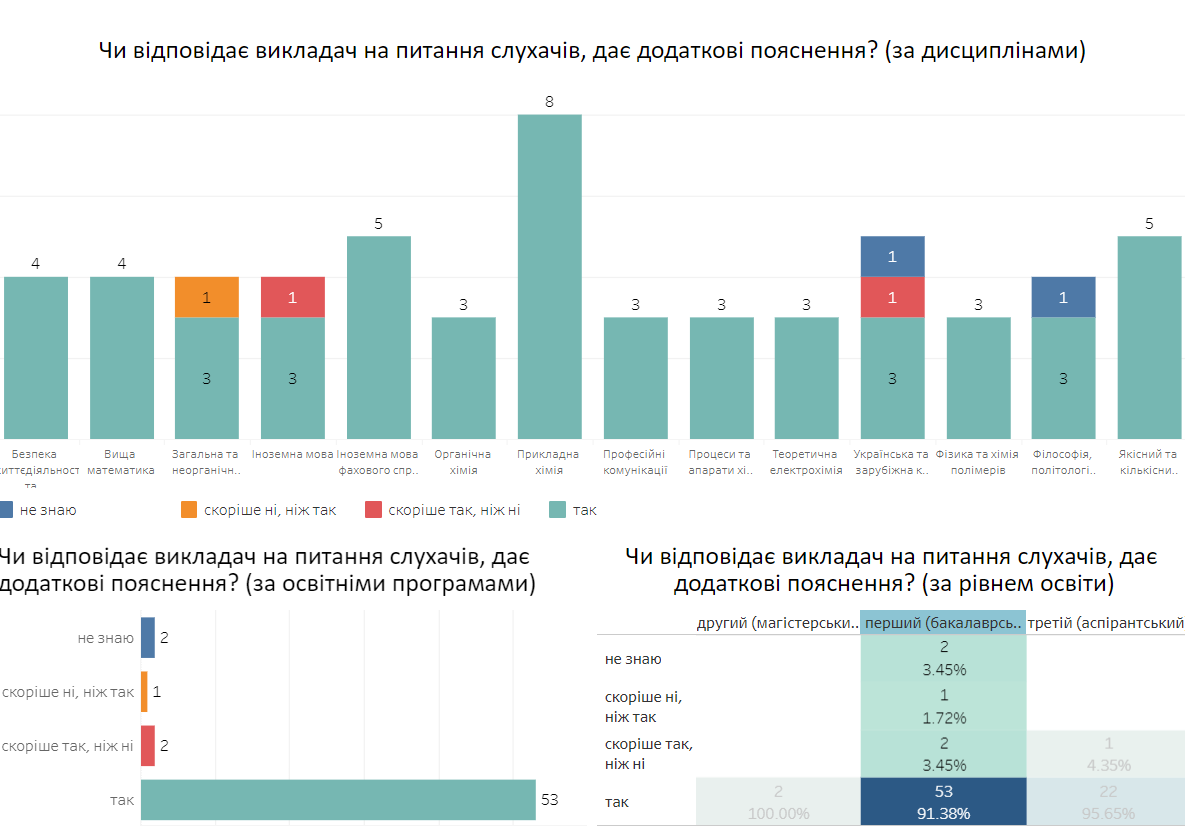 Чи відповідає викладач на питання слухачів, дає додаткові пояснення? (за дисциплінами)
8
5
5
4
4
1
1
1
3
3
3
3
1
1
3
3
3
3
3
3
Безпека
Вища
Загальна та
Іноземна мова
Іноземна мова
Органічна
Прикладна
Професійні
Процеси та
Теоретична
Українська та
Фізика та хімія
Філософія,
Якісний та
иттєдіяльност
математика
неорганічн..
фахового спр..
хімія
хімія
комунікації
апарати хі..
електрохімія
зарубіжна к..
полімерів
політологі..
кількісни..
та
не знаю
скоріше ні, ніж так
скоріше так, ніж ні
так
Чи відповідає викладач на питання слухачів, дає
додаткові пояснення? (за освітніми програмами)
не знаю 2
скоріше ні, ніж так 1
скоріше так, ніж ні 2
так 53
Чи відповідає викладач на питання слухачів, дає
додаткові пояснення? (за рівнем освіти)
другий (магістерськи.. перший (бакалаврсь.. третій (аспірантський
не знаю
2
3.45%
скоріше ні,
ніж так
1
1.72%
скоріше так,
ніж ні
2
3.45%
1
4.35%
так
2
100.00%
53
91.38%
22
95.65%